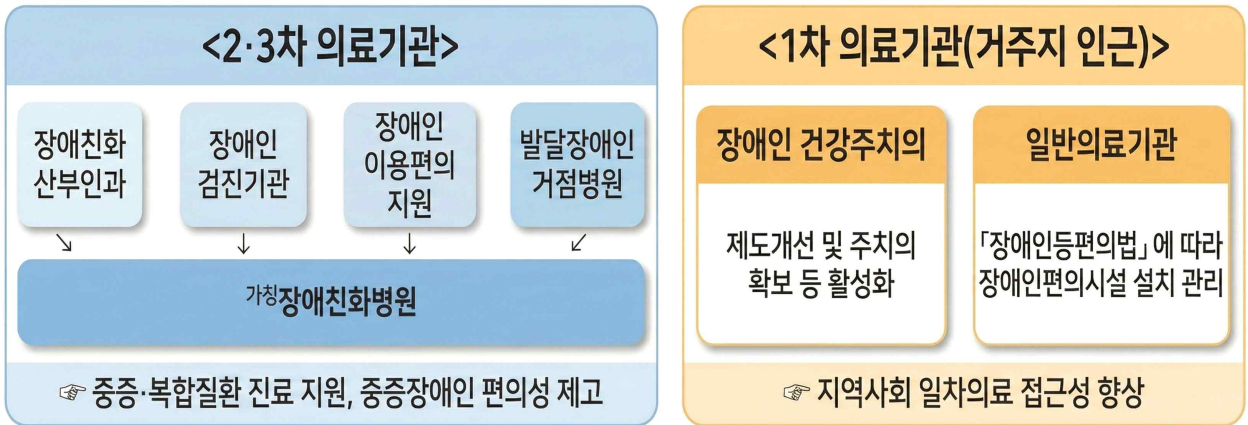 <2·3차 의료기관>
장애친화
산부인과
장애인
검진기관
장애인
이용편의
지원
발달장애인
거점병원
가칭장애친화병원
☞ 중증·복합질환 진료 지원, 중증장애인 편의성 제고
<1차 의료기관(거주지 인근)>
장애인 건강주치의
제도개선 및 주치의
확보 등 활성화
일반의료기관
「장애인등편의법」에 따라
장애인편의시설 설치 관리
☞ 지역사회 일차의료 접근성 향상